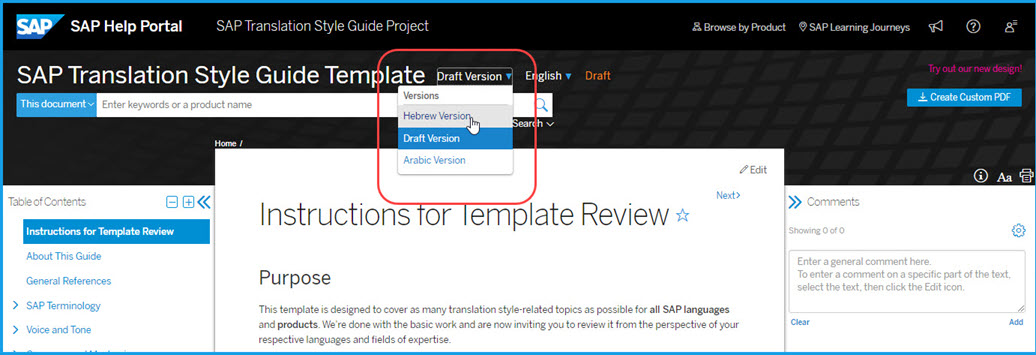 SAP SAP Help Portal SAP Translation Style Guide Project Browse by Product SAP Learning Journeys
SAP Translation Style Guide Template Draft Version English Draft
Try out our new design!
This document Enter keywords or a product name
Create Custom PDF
Versions
Hebrew Version
Draft Version
Arabic Version
Search
Home /
Edit
Aa
Next>
Table of Contents
Instructions for Template Review
About This Guide
General References
SAP Terminology
Voice and Tone
Instructions for Template Review
Purpose
This template is designed to cover as many translation style-related topics as possible for all SAP languages
and products. We're done with the basic work and are now inviting you to review it from the perspective of your
respective languages and fields of expertise.
Comments
Showing 0 of 0
Enter a general comment here.
To enter a comment on a specific part of the text,
select the text, then click the Edit icon.
Clear Add